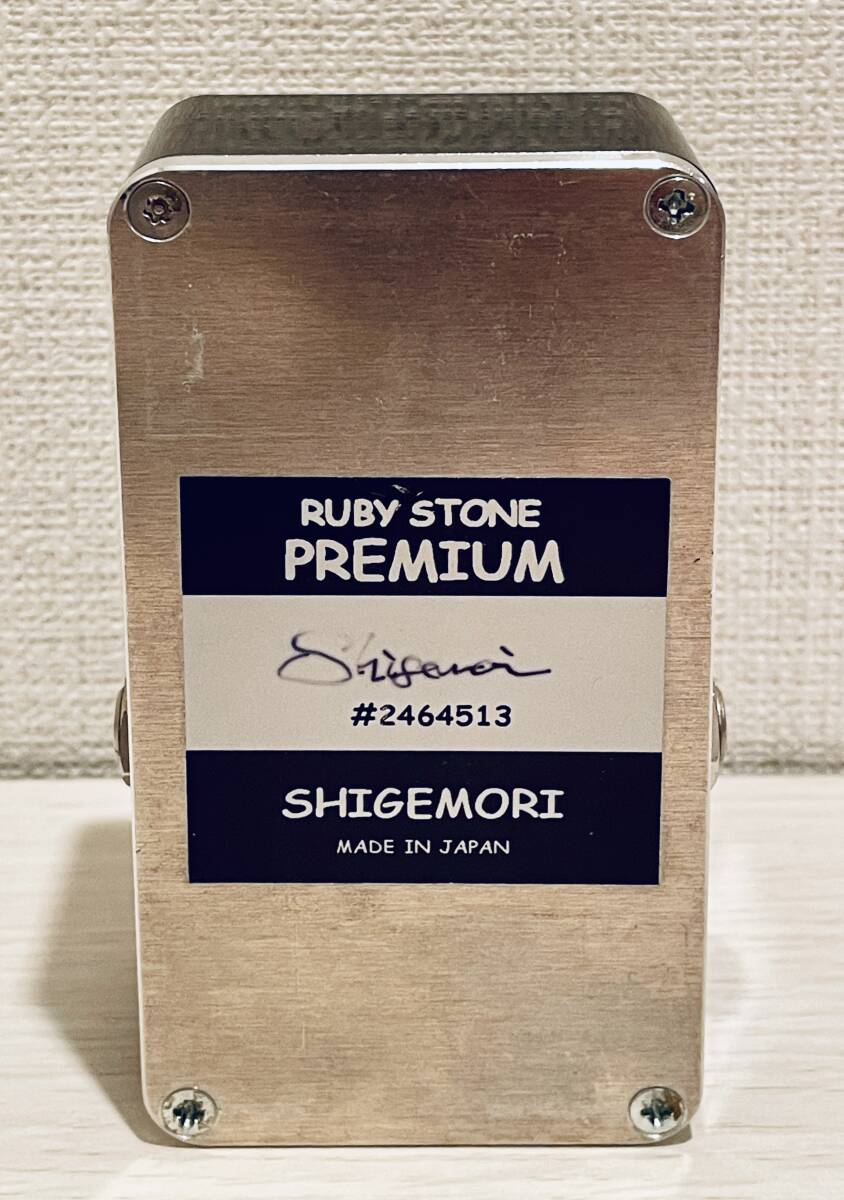 RUBY STONE
PREMIUM
Shigemori
#2464513
SHIGEMORI
MADE IN JAPAN